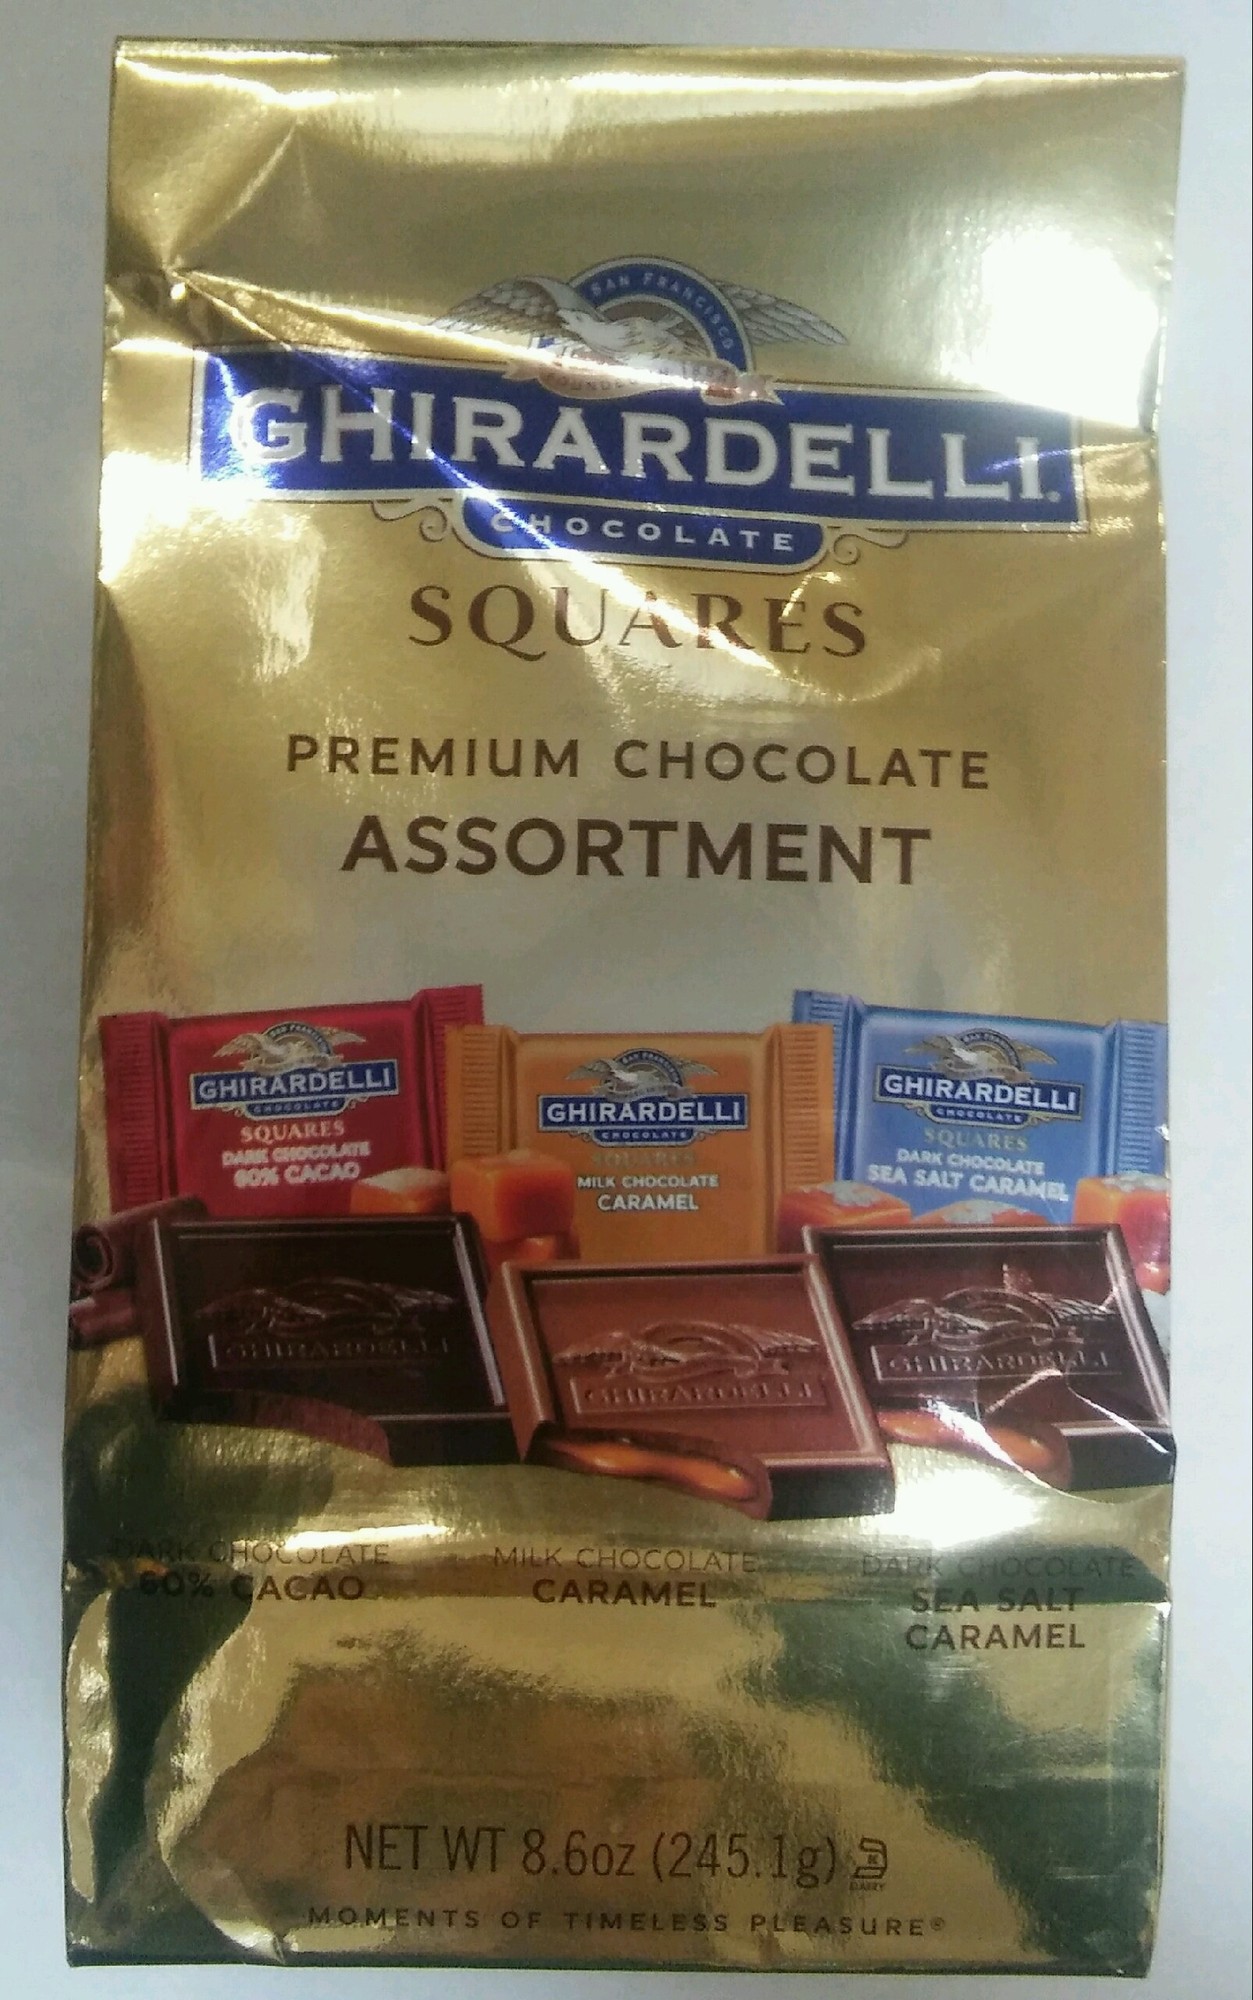 SAN FRANCISCO
GHIRARDELLI
CHOCOLATE
SQUARES
PREMIUM CHOCOLATE
ASSORTMENT
GHIRARDELLI
CHOCOLATE
SQUARES
DARK CHOCOLATE
60% CACAO
GHIRARDELLI
CHOCOLATE
SQUARES
MILK CHOCOLATE
CARAMEL
GHIRARDELLI
CHOCOLATE
SQUARES
DARK CHOCOLATE
SEA SALT CARAMEL
GHIRARDELLI
GHIRARDELLI
GHIRARDELLI
DARK CHOCOLATE
60% CACAO
MILK CHOCOLATE
CARAMEL
DARK CHOCOLATE
SEA SALT
CARAMEL
NET WT 8.6oz (245.1g)
K
DAIRY
MOMENTS OF TIMELESS PLEASURE®